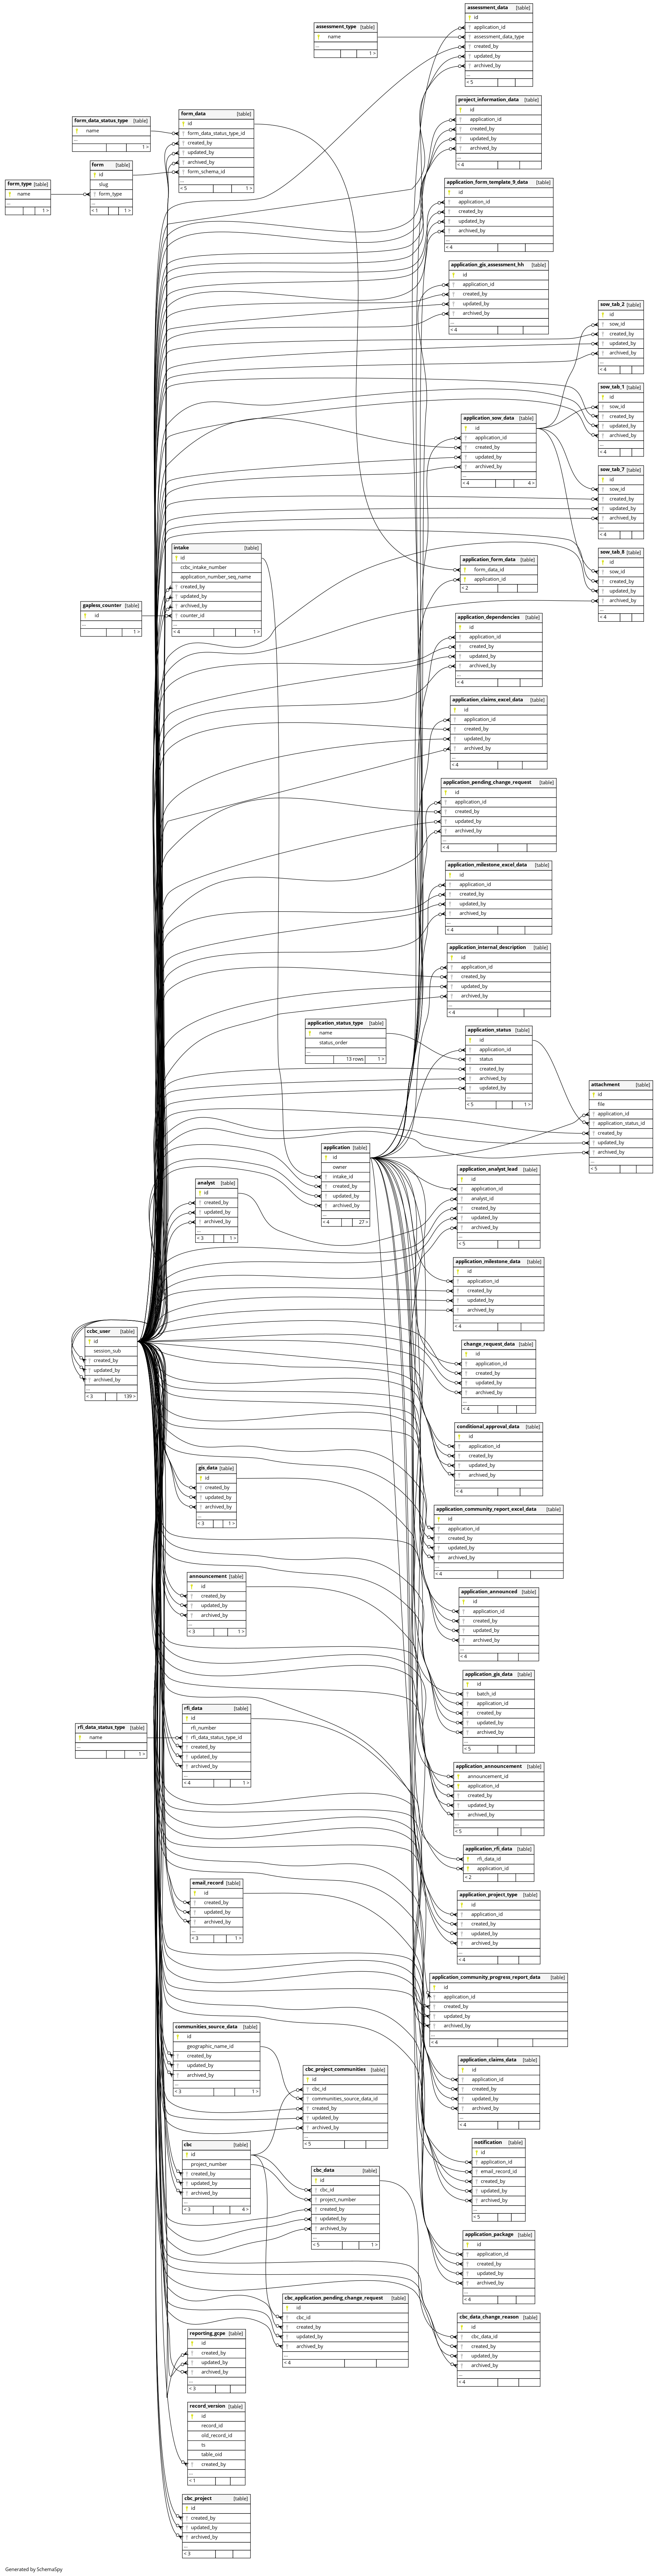 assessment_data [table]
id
application_id
assessment_data_type
created_by
updated_by
archived_by
...
< 5
assessment_type [table]
name
...
1 >
project_information_data [table]
id
application_id
created_by
updated_by
archived_by
...
< 4
form_data_status_type [table]
name
...
1 >
form_data [table]
id
form_data_status_type_id
created_by
updated_by
archived_by
form_schema_id
...
< 5 1 >
form [table]
id
slug
form_type
...
< 1 1 >
form_type [table]
name
...
1 >
application_form_template_9_data [table]
id
application_id
created_by
updated_by
archived_by
...
< 4
application_gis_assessment_hh [table]
id
application_id
created_by
updated_by
archived_by
...
< 4
sow_tab_2 [table]
id
sow_id
created_by
updated_by
archived_by
...
< 4
sow_tab_1 [table]
id
sow_id
created_by
updated_by
archived_by
...
< 4
application_sow_data [table]
id
application_id
created_by
updated_by
archived_by
...
< 4 4 >
sow_tab_7 [table]
id
sow_id
created_by
updated_by
archived_by
...
< 4
sow_tab_8 [table]
id
sow_id
created_by
updated_by
archived_by
...
< 4
intake [table]
id
ccbc_intake_number
application_number_seq_name
created_by
updated_by
archived_by
counter_id
...
< 4 1 >
gapless_counter [table]
id
...
1 >
application_form_data [table]
form_data_id
application_id
...
< 2
application_dependencies [table]
id
application_id
created_by
updated_by
archived_by
...
< 4
application_claims_excel_data [table]
id
application_id
created_by
updated_by
archived_by
...
< 4
application_pending_change_request [table]
id
application_id
created_by
updated_by
archived_by
...
< 4
application_milestone_excel_data [table]
id
application_id
created_by
updated_by
archived_by
...
< 4
application_internal_description [table]
id
application_id
created_by
updated_by
archived_by
...
< 4
application_status_type [table]
name
status_order
...
13 rows 1 >
application_status [table]
id
application_id
status
created_by
archived_by
updated_by
...
< 5 1 >
attachment [table]
id
file
application_id
application_status_id
created_by
updated_by
archived_by
...
< 5
application [table]
id
owner
intake_id
created_by
updated_by
archived_by
...
< 4 27 >
analyst [table]
id
created_by
updated_by
archived_by
...
< 3 1 >
application_analyst_lead [table]
id
application_id
analyst_id
created_by
updated_by
archived_by
...
< 5
application_milestone_data [table]
id
application_id
created_by
updated_by
archived_by
...
< 4
ccbc_user [table]
id
session_sub
created_by
updated_by
archived_by
...
< 3 139 >
change_request_data [table]
id
application_id
created_by
updated_by
archived_by
...
< 4
conditional_approval_data [table]
id
application_id
created_by
updated_by
archived_by
...
< 4
gis_data [table]
id
created_by
updated_by
archived_by
...
< 3 1 >
application_community_report_excel_data [table]
id
application_id
created_by
updated_by
archived_by
...
< 4
announcement [table]
id
created_by
updated_by
archived_by
...
< 3 1 >
application_announced [table]
id
application_id
created_by
updated_by
archived_by
...
< 4
application_gis_data [table]
id
batch_id
application_id
created_by
updated_by
archived_by
...
< 5
rfi_data [table]
id
rfi_number
rfi_data_status_type_id
created_by
updated_by
archived_by
...
< 4 1 >
rfi_data_status_type [table]
name
...
1 >
application_announcement [table]
announcement_id
application_id
created_by
updated_by
archived_by
...
< 5
application_rfi_data [table]
rfi_data_id
application_id
...
< 2
email_record [table]
id
created_by
updated_by
archived_by
...
< 3 1 >
application_project_type [table]
id
application_id
created_by
updated_by
archived_by
...
< 4
application_community_progress_report_data [table]
id
application_id
created_by
updated_by
archived_by
...
< 4
communities_source_data [table]
id
geographic_name_id
created_by
updated_by
archived_by
...
< 3 1 >
application_claims_data [table]
id
application_id
created_by
updated_by
archived_by
...
< 4
cbc_project_communities [table]
id
cbc_id
communities_source_data_id
created_by
updated_by
archived_by
...
< 5
cbc [table]
id
project_number
created_by
updated_by
archived_by
...
< 3 4 >
notification [table]
id
application_id
email_record_id
created_by
updated_by
archived_by
...
< 5
cbc_data [table]
id
cbc_id
project_number
created_by
updated_by
archived_by
...
< 5 1 >
application_package [table]
id
application_id
created_by
updated_by
archived_by
...
< 4
cbc_application_pending_change_request [table]
id
cbc_id
created_by
updated_by
archived_by
...
< 4
cbc_data_change_reason [table]
id
cbc_data_id
created_by
updated_by
archived_by
...
< 4
reporting_gcpe [table]
id
created_by
updated_by
archived_by
...
< 3
record_version [table]
id
record_id
old_record_id
ts
table_oid
created_by
...
< 1
cbc_project [table]
id
created_by
updated_by
archived_by
...
< 3
Generated by SchemaSpy